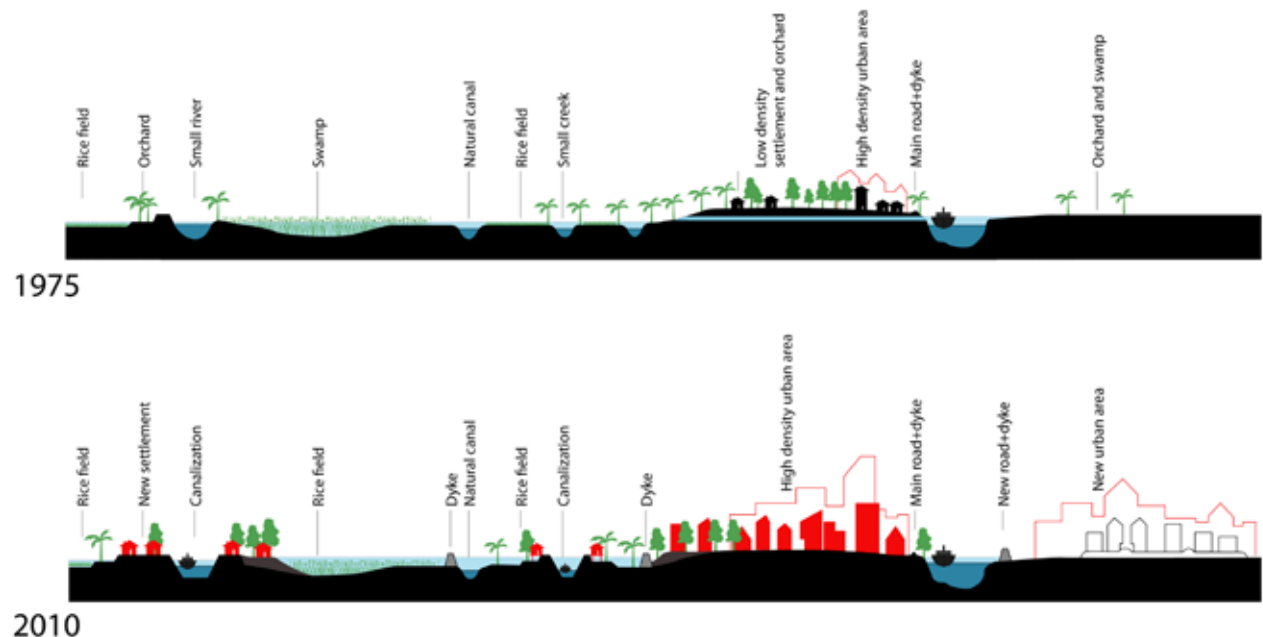 Rice field
Orchard
Small river
Swamp
Natural canal
Rice field
Small creek
Low density
settlement and orchard
High density urban area
Main road+dyke
Orchard and swamp
1975
Rice field
New settlement
Canalization
Rice field
Dyke
Natural canal
Rice field
Canalization
Dyke
High density urban area
Main road+dyke
New road+dyke
New urban area
2010